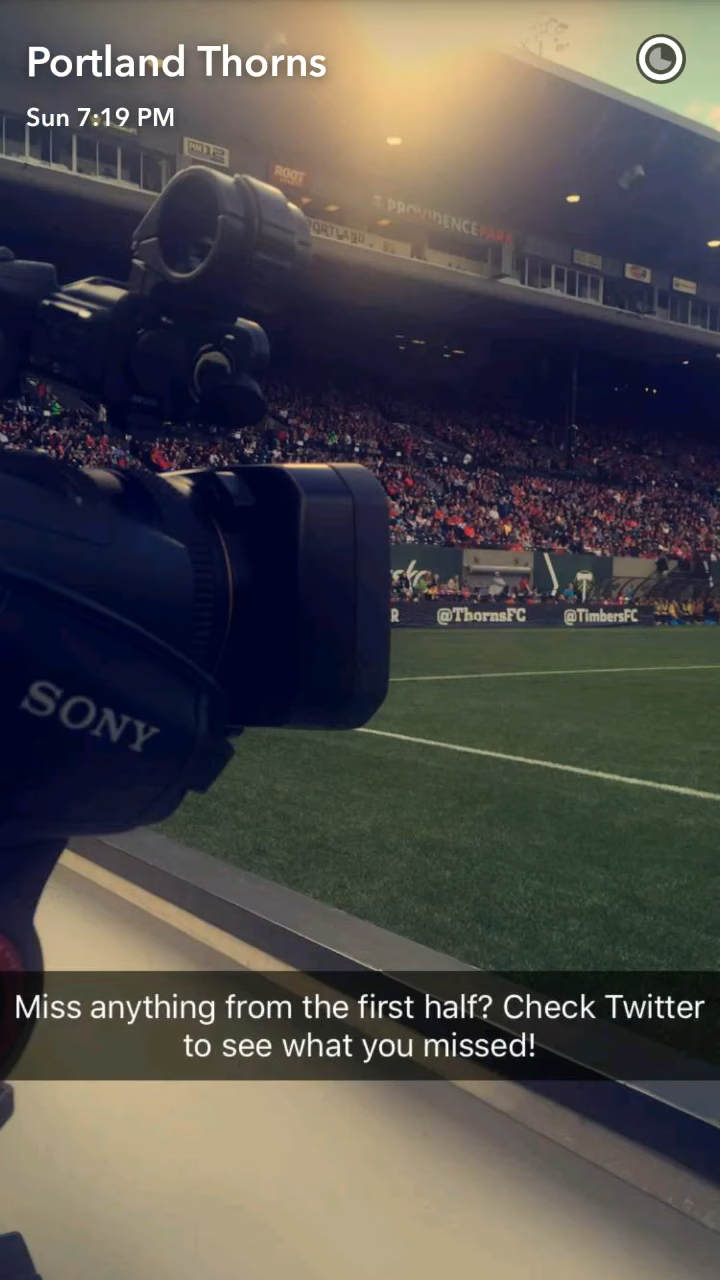 Portland Thorns
Sun 7:19 PM
ROOT
PROVIDENCE PARK
PORTLAND
@ThornsFC
@TimbersFC
SONY
Miss anything from the first half? Check Twitter
to see what you missed!